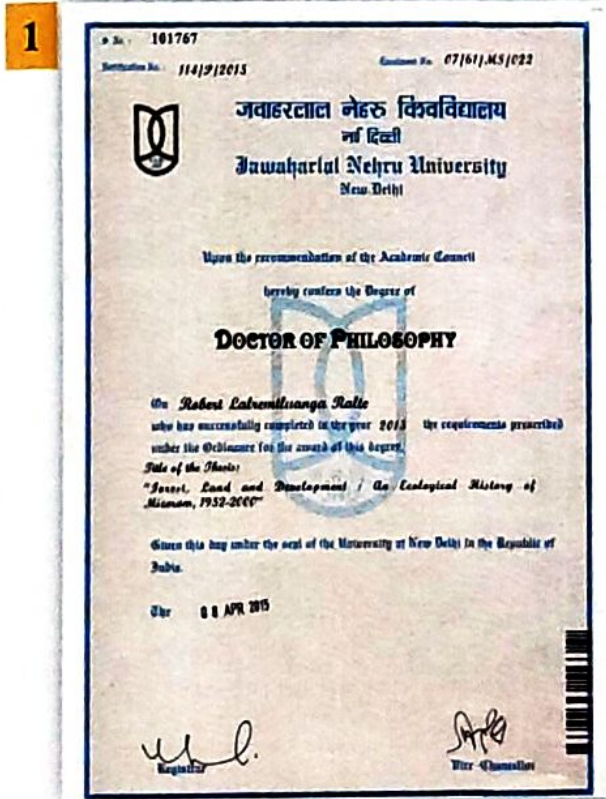 1
101767
Notification No. 114/9/2015
Enrolment No. 07/61/MS/022
जवाहरलाल नेहरू विश्वविद्यालय
नई दिल्ली
Jawaharlal Nehru University
New Delhi
Upon the recommendation of the Academic Council
hereby confers the Degree of
DOCTOR OF PHILOSOPHY
On Robert Lalremtluanga Ralte
who has successfully completed in the year 2013 the requirements prescribed
under the Ordinance for the award of this degree.
Title of the Thesis:
"Forest, Land and Development : An Ecological History of
Mizoram, 1952-2000"
Given this day under the seal of the University at New Delhi in the Republic of
India.
The 08 APR 2015
Registrar
Vice-Chancellor